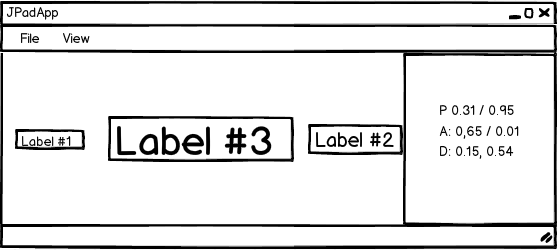 JPadApp
File View
Label #1
Label #3
Label #2
P 0.31 / 0.95
A: 0,65 / 0.01
D: 0.15, 0.54